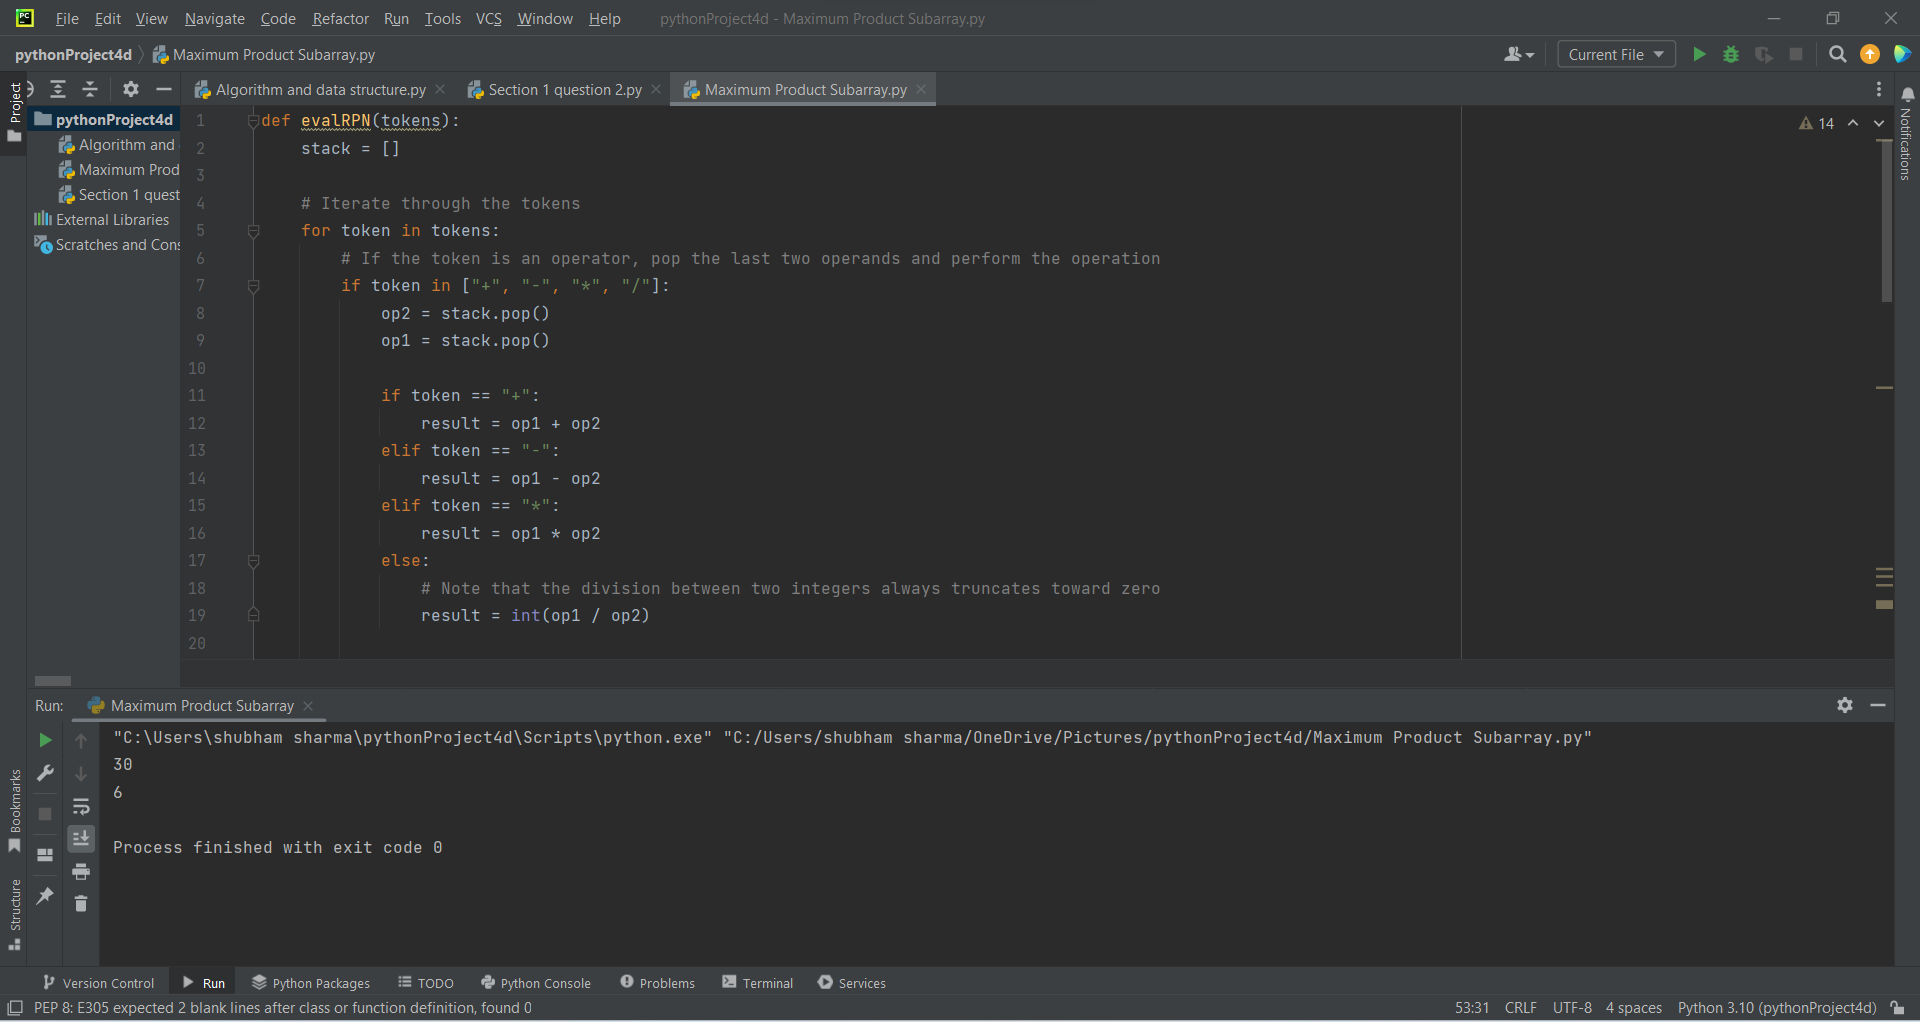 PC
File Edit View Navigate Code Refactor Run Tools VCS Window Help pythonProject4d - Maximum Product Subarray.py
pythonProject4d Maximum Product Subarray.py Current File
Project
Algorithm and data structure.py Section 1 question 2.py Maximum Product Subarray.py
pythonProject4d
Algorithm and
Maximum Prod
Section 1 quest
External Libraries
Scratches and Cons
14
Notifications
1 def evalRPN(tokens):
2 stack = []
3
4 # Iterate through the tokens
5 for token in tokens:
6 # If the token is an operator, pop the last two operands and perform the operation
7 if token in ["+", "-", "*", "/"]:
8 op2 = stack.pop()
9 op1 = stack.pop()
10
11 if token == "+":
12 result = op1 + op2
13 elif token == "-":
14 result = op1 - op2
15 elif token == "*":
16 result = op1 * op2
17 else:
18 # Note that the division between two integers always truncates toward zero
19 result = int(op1 / op2)
20
Run: Maximum Product Subarray
"C:\Users\shubham sharma\pythonProject4d\Scripts\python.exe" "C:/Users/shubham sharma/OneDrive/Pictures/pythonProject4d/Maximum Product Subarray.py"
30
6
Process finished with exit code 0
Bookmarks
Structure
Version Control Run Python Packages TODO Python Console Problems Terminal Services
PEP 8: E305 expected 2 blank lines after class or function definition, found 0 53:31 CRLF UTF-8 4 spaces Python 3.10 (pythonProject4d)